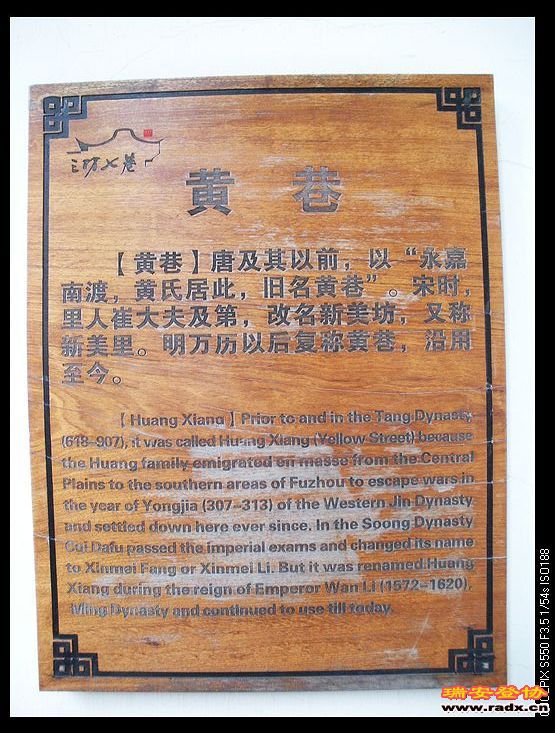 三坊七巷
黄 巷
【黄巷】唐及其以前，以“永嘉
南渡，黄氏居此，旧名黄巷”。宋时，
里人崔大夫及第，改名新美坊，又称
新美里。明万历以后复称黄巷，沿用
至今。
【Huang Xiang】Prior to and in the Tang Dynasty
(618-907), it was called Huang Xiang (Yellow Street) because
the Huang family emigrated en masse from the Central
Plains to the southern areas of Fuzhou to escape wars in
the year of Yongjia (307-313) of the Western Jin Dynasty
and settled down here ever since. In the Soong Dynasty
Cui Dafu passed the imperial exams and changed its name
to Xinmei Fang or Xinmei Li. But it was renamed Huang
Xiang during the reign of Emperor Wan Li (1572-1620),
Ming Dynasty and continued to use till today.
PIX S550 F3.5 1/54s ISO188
瑞安登协
www.radx.cn